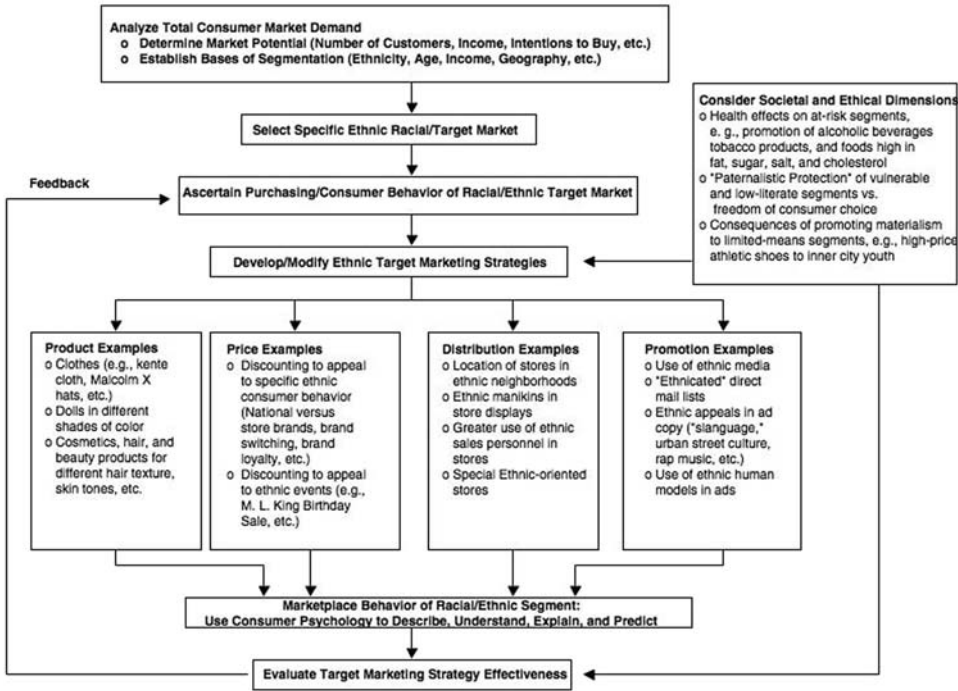 Analyze Total Consumer Market Demand
o Determine Market Potential (Number of Customers, Income, Intentions to Buy, etc.)
o Establish Bases of Segmentation (Ethnicity, Age, Income, Geography, etc.)
Select Specific Ethnic Racial/Target Market
Consider Societal and Ethical Dimensions
o Health effects on at-risk segments,
e. g., promotion of alcoholic beverages
tobacco products, and foods high in
fat, sugar, salt, and cholesterol
o "Paternalistic Protection" of vulnerable
and low-literate segments vs.
freedom of consumer choice
o Consequences of promoting materialism
to limited-means segments, e.g., high-price
athletic shoes to inner city youth
Feedback
Ascertain Purchasing/Consumer Behavior of Racial/Ethnic Target Market
Develop/Modify Ethnic Target Marketing Strategies
Product Examples
o Clothes (e.g., kente
cloth, Malcolm X
hats, etc.)
o Dolls in different
shades of color
o Cosmetics, hair, and
beauty products for
different hair texture,
skin tones, etc.
Price Examples
o Discounting to appeal
to specific ethnic
consumer behavior
(National versus
store brands, brand
switching, brand
loyalty, etc.)
o Discounting to appeal
to ethnic events (e.g.,
M. L. King Birthday
Sale, etc.)
Distribution Examples
o Location of stores in
ethnic neighborhoods
o Ethnic manikins in
store displays
o Greater use of ethnic
sales personnel in
stores
o Special Ethnic-oriented
stores
Promotion Examples
o Use of ethnic media
o "Ethnicated" direct
mail lists
o Ethnic appeals in ad
copy ("slanguage,"
urban street culture,
rap music, etc.)
o Use of ethnic human
models in ads
Marketplace Behavior of Racial/Ethnic Segment:
Use Consumer Psychology to Describe, Understand, Explain, and Predict
Evaluate Target Marketing Strategy Effectiveness